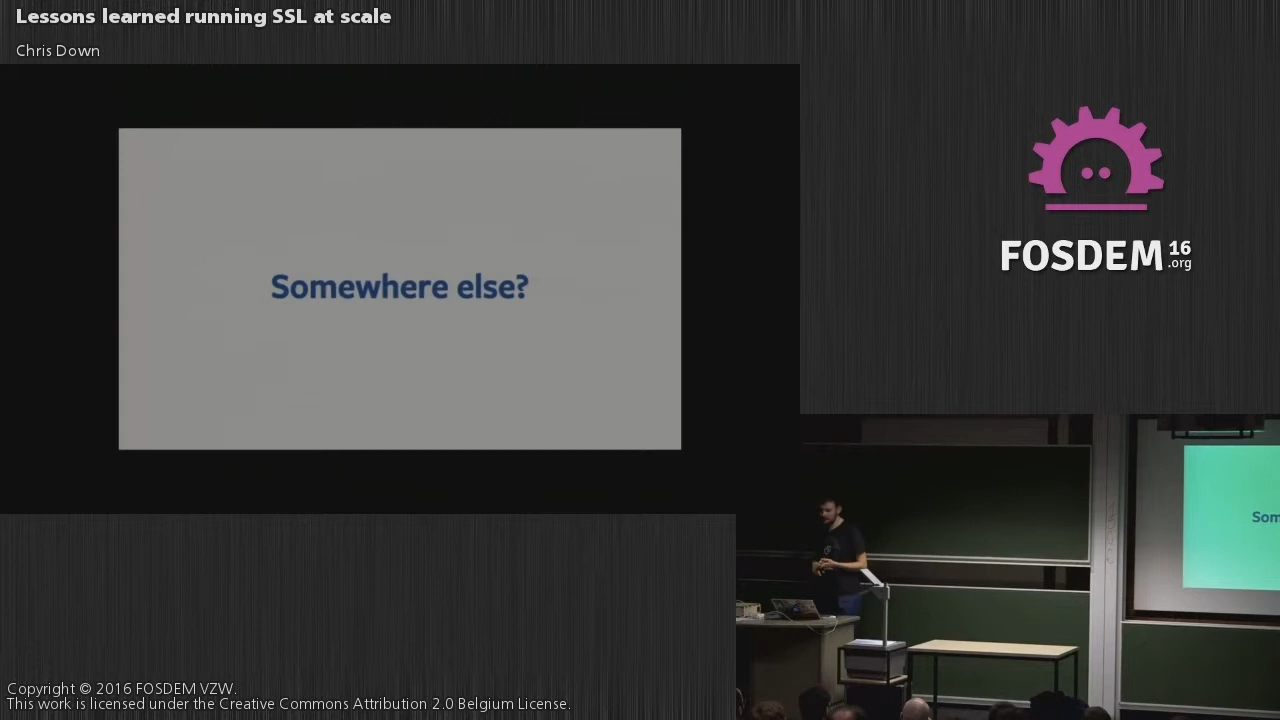 Lessons learned running SSL at scale
Chris Down
Somewhere else?
FOSDEM 16
.org
Som
Copyright © 2016 FOSDEM VZW.
This work is licensed under the Creative Commons Attribution 2.0 Belgium License.